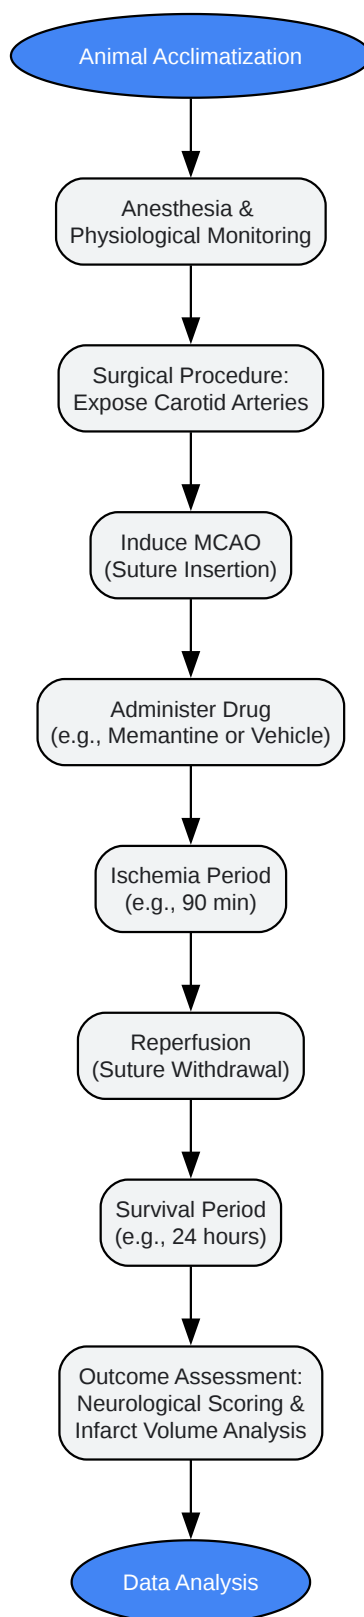 Animal Acclimatization
Anesthesia &
Physiological Monitoring
Surgical Procedure:
Expose Carotid Arteries
Induce MCAO
(Suture Insertion)
Administer Drug
(e.g., Memantine or Vehicle)
Ischemia Period
(e.g., 90 min)
Reperfusion
(Suture Withdrawal)
Survival Period
(e.g., 24 hours)
Outcome Assessment:
Neurological Scoring &
Infarct Volume Analysis
Data Analysis